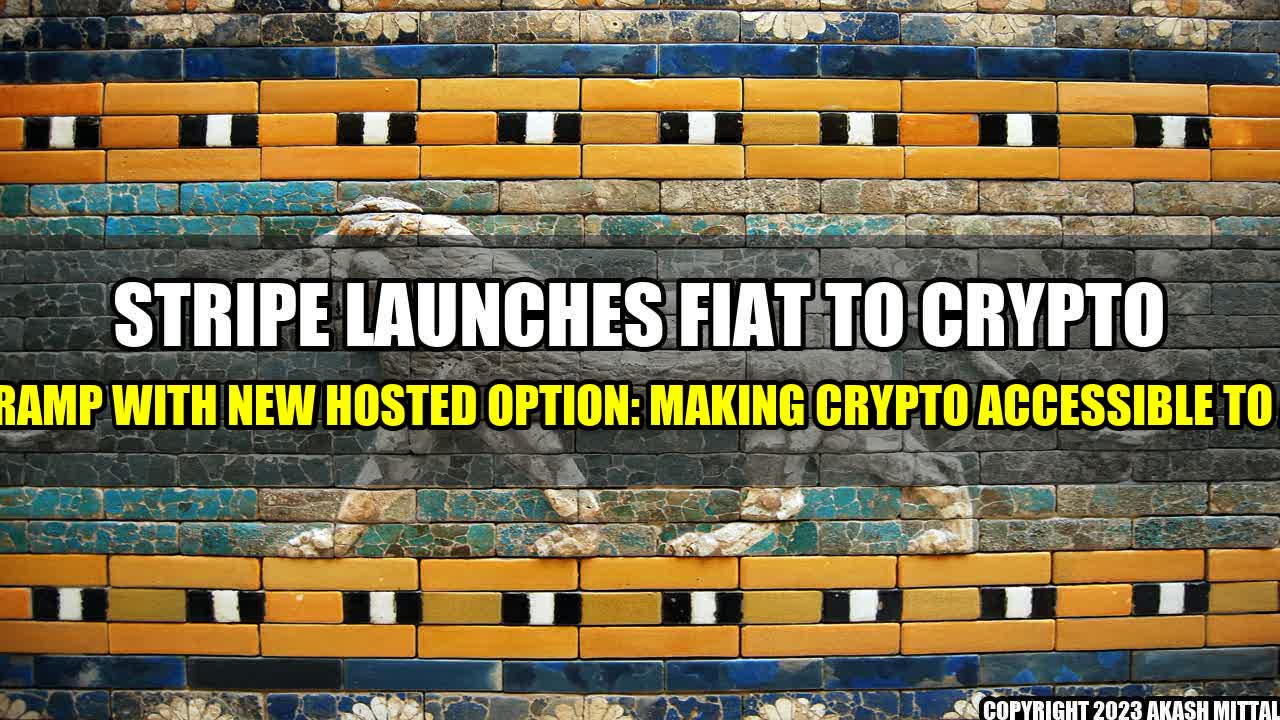 STRIPE LAUNCHES FIAT TO CRYPTO
RAMP WITH NEW HOSTED OPTION: MAKING CRYPTO ACCESSIBLE TO
COPYRIGHT 2023 AKASH MITTAL